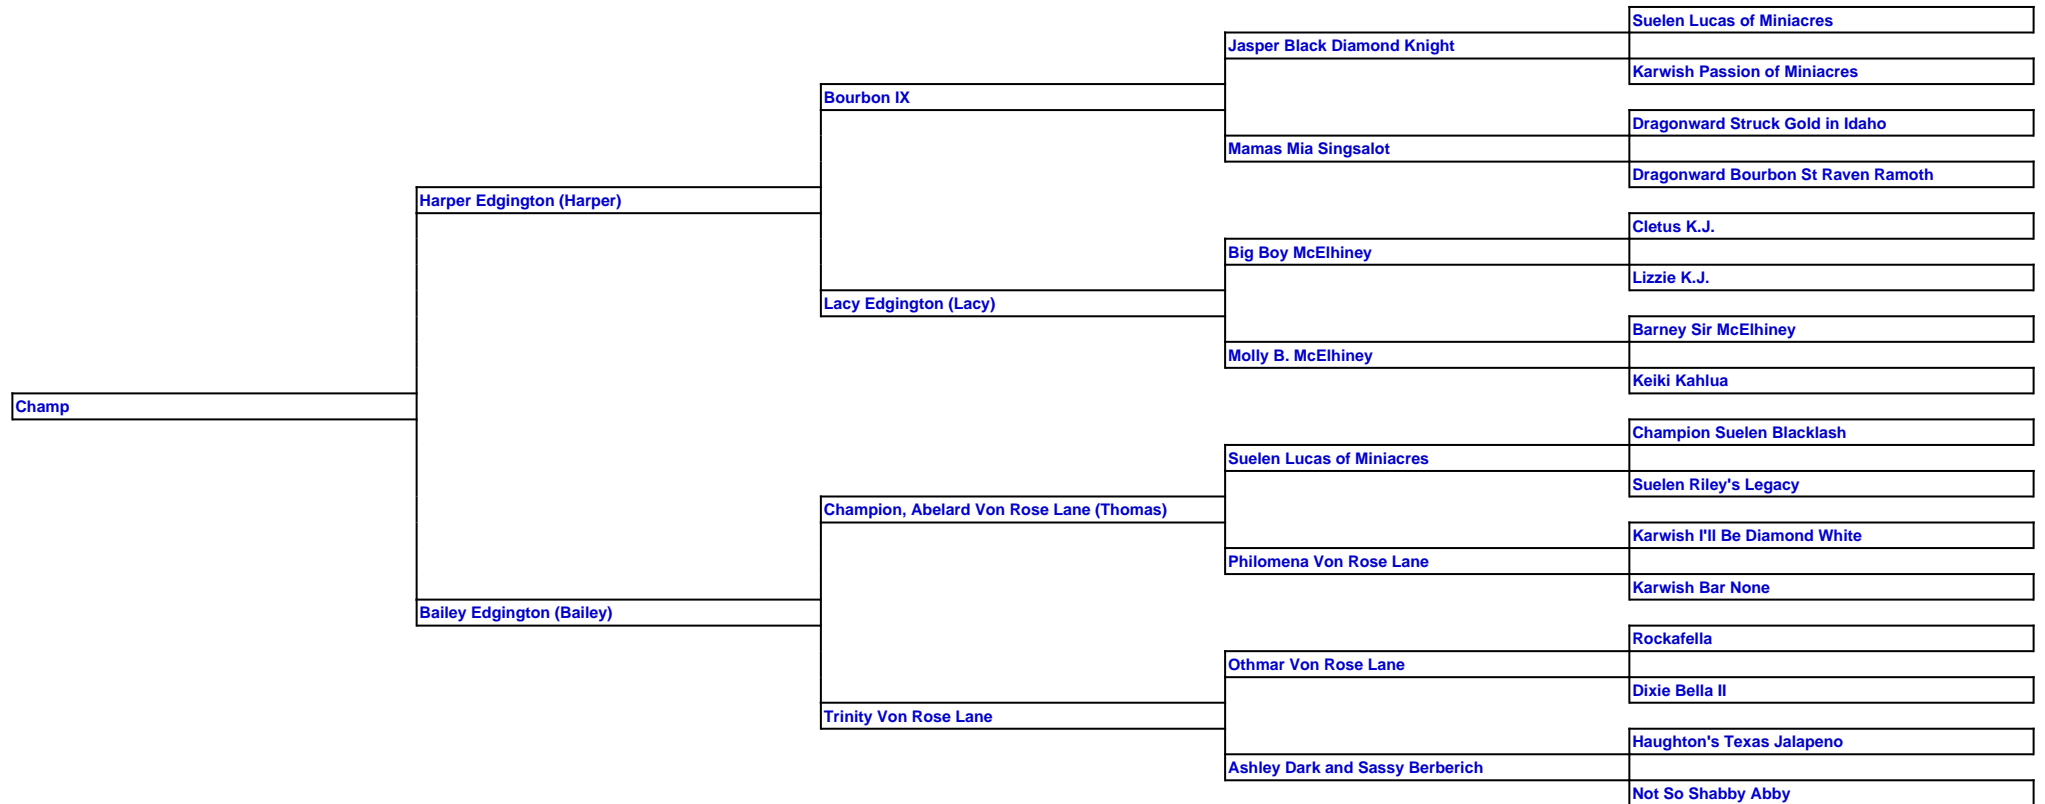 Suelen Lucas of Miniacres
Jasper Black Diamond Knight
Karwish Passion of Miniacres
Bourbon IX
Dragonward Struck Gold in Idaho
Mamas Mia Singsalot
Dragonward Bourbon St Raven Ramoth
Harper Edgington (Harper)
Cletus K.J.
Big Boy McElhiney
Lizzie K.J.
Lacy Edgington (Lacy)
Barney Sir McElhiney
Molly B. McElhiney
Keiki Kahlua
Champ
Champion Suelen Blacklash
Suelen Lucas of Miniacres
Suelen Riley's Legacy
Champion, Abelard Von Rose Lane (Thomas)
Karwish I'll Be Diamond White
Philomena Von Rose Lane
Karwish Bar None
Bailey Edgington (Bailey)
Rockafella
Othmar Von Rose Lane
Dixie Bella II
Trinity Von Rose Lane
Haughton's Texas Jalapeno
Ashley Dark and Sassy Berberich
Not So Shabby Abby